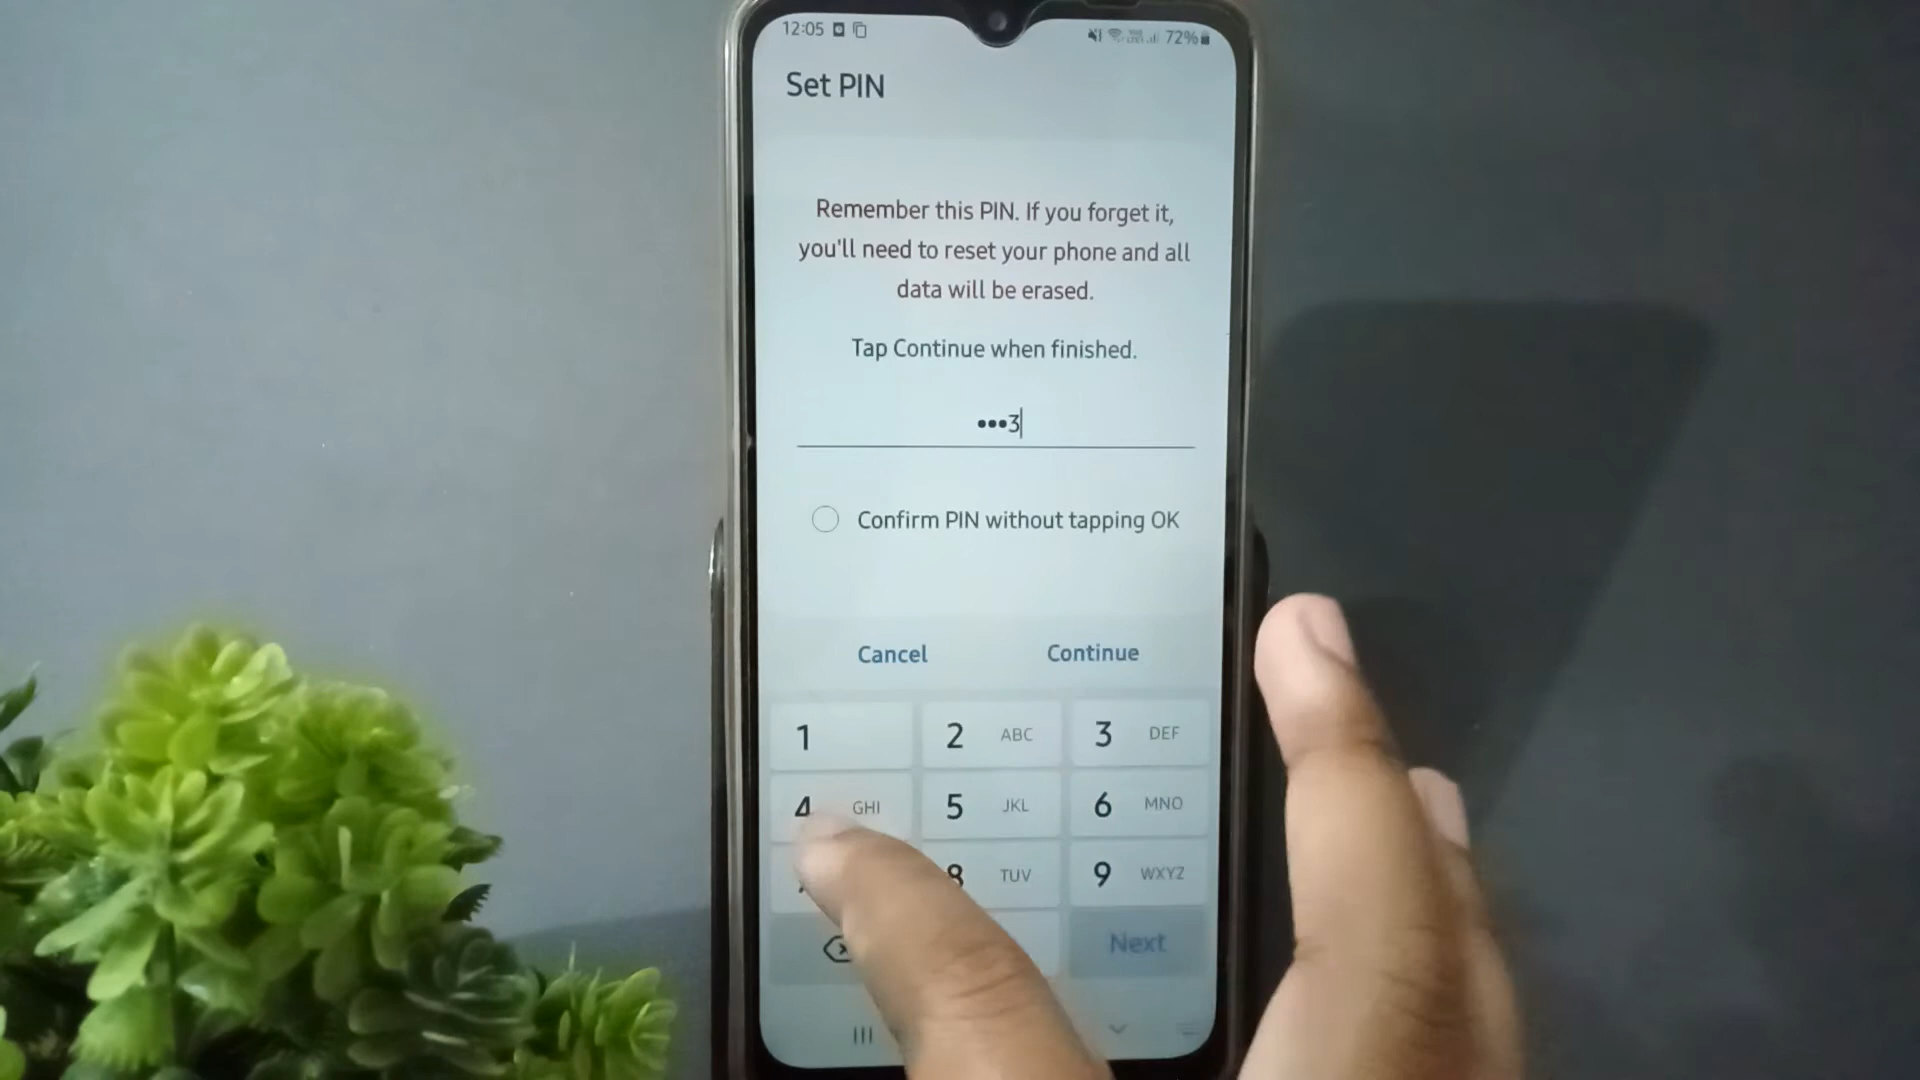 12:05
72%
Set PIN
Remember this PIN. If you forget it,
you'll need to reset your phone and all
data will be erased.
Tap Continue when finished.
•••3
Confirm PIN without tapping OK
Cancel Continue
1 2 ABC 3 DEF
4 GHI 5 JKL 6 MNO
8 TUV 9 WXYZ
Next